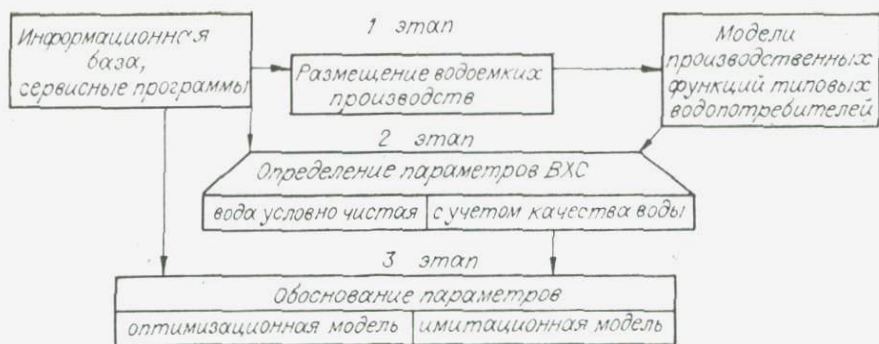 1 этап
Информационная
база,
сервисные программы
Размещение водоемких
производств
Модели
производственных
функций типовых
водопотребителей
2 этап
Определение параметров ВХС
вода условно чистая
с учетом качества воды
3 этап
Обоснование параметров
оптимизационная модель
имитационная модель